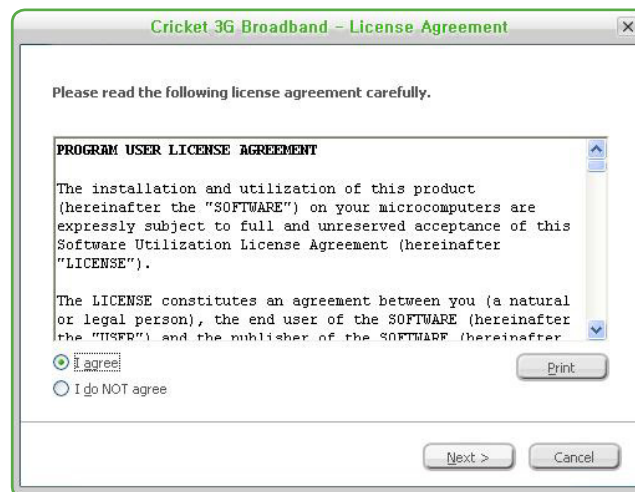 Cricket 3G Broadband – License Agreement
Please read the following license agreement carefully.
PROGRAM USER LICENSE AGREEMENT
The installation and utilization of this product
(hereinafter the "SOFTWARE") on your microcomputers are
expressly subject to full and unreserved acceptance of this
Software Utilization License Agreement (hereinafter
"LICENSE").
The LICENSE constitutes an agreement between you (a natural
or legal person), the end user of the SOFTWARE (hereinafter
the "USER") and the publisher of the SOFTWARE (hereinafter
I agree
Print
I do NOT agree
Next >
Cancel